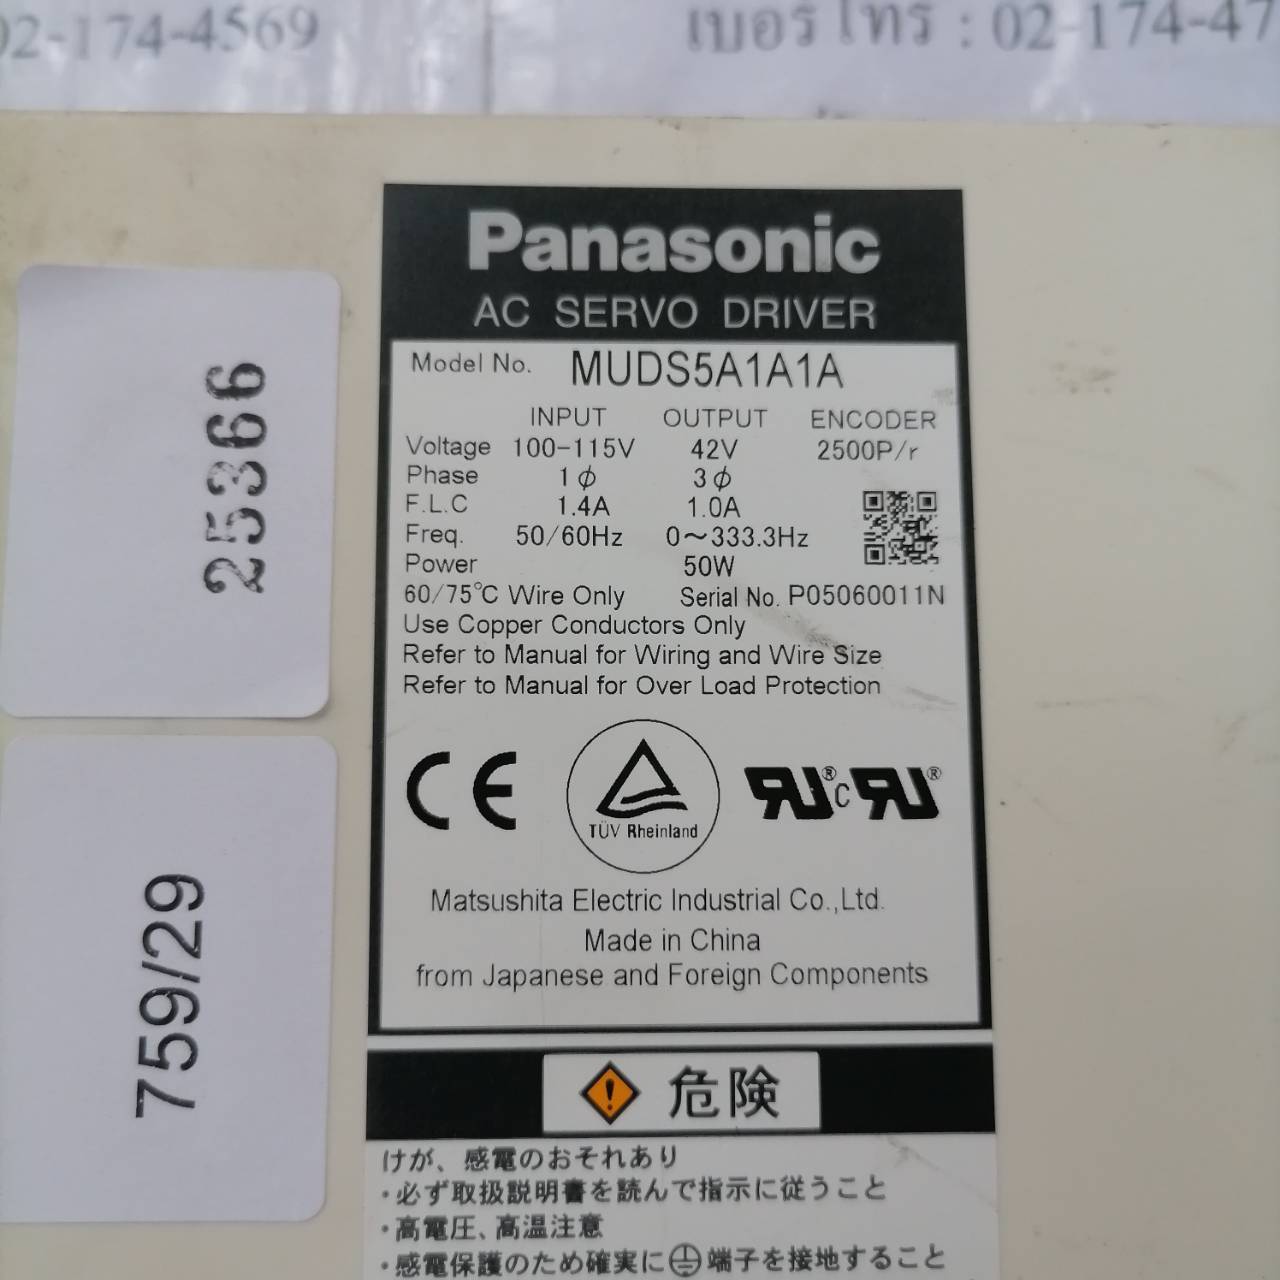 02-174-4569
เบอร์โทร : 02-174-47
25366
759/29
Panasonic
AC SERVO DRIVER
Model No. MUDS5A1A1A
INPUT OUTPUT ENCODER
Voltage 100-115V 42V 2500P/r
Phase 1ϕ 3ϕ
F.L.C 1.4A 1.0A
Freq. 50/60Hz 0~333.3Hz
Power 50W
60/75℃ Wire Only Serial No. P05060011N
Use Copper Conductors Only
Refer to Manual for Wiring and Wire Size
Refer to Manual for Over Load Protection
CE TÜV Rheinland RU® c RU®
Matsushita Electric Industrial Co.,Ltd.
Made in China
from Japanese and Foreign Components
危険
けが、感電のおそれあり
・必ず取扱説明書を読んで指示に従うこと
・高電圧、高温注意
・感電保護のため確実に⏚端子を接地すること